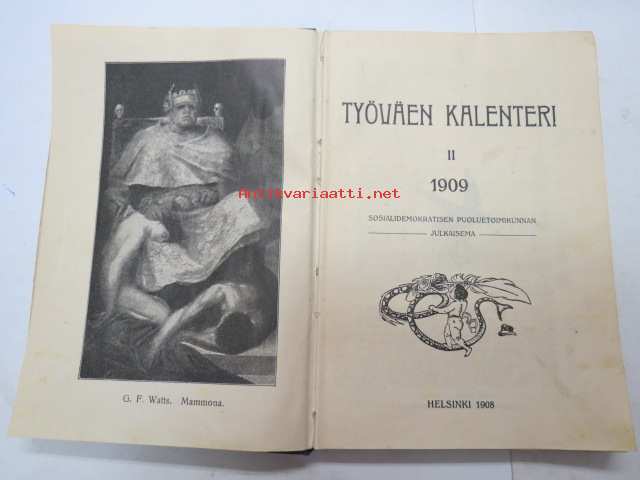 G. F. Watts. Mammona.
TYÖVÄEN KALENTERI
II
1909
SOSIALIDEMOKRATISEN PUOLUETOIMIKUNNAN
JULKAISEMA
HELSINKI 1908
Antikvariaatti.net